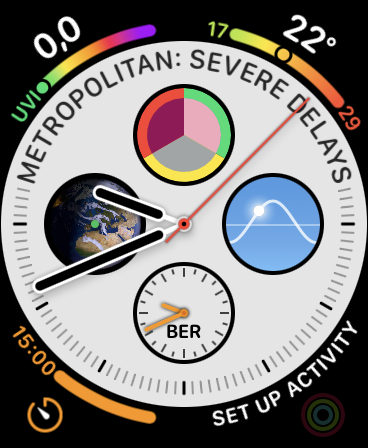 0,0
UVI
17 22° 29
METROPOLITAN: SEVERE DELAYS
BER
15:00
SET UP ACTIVITY